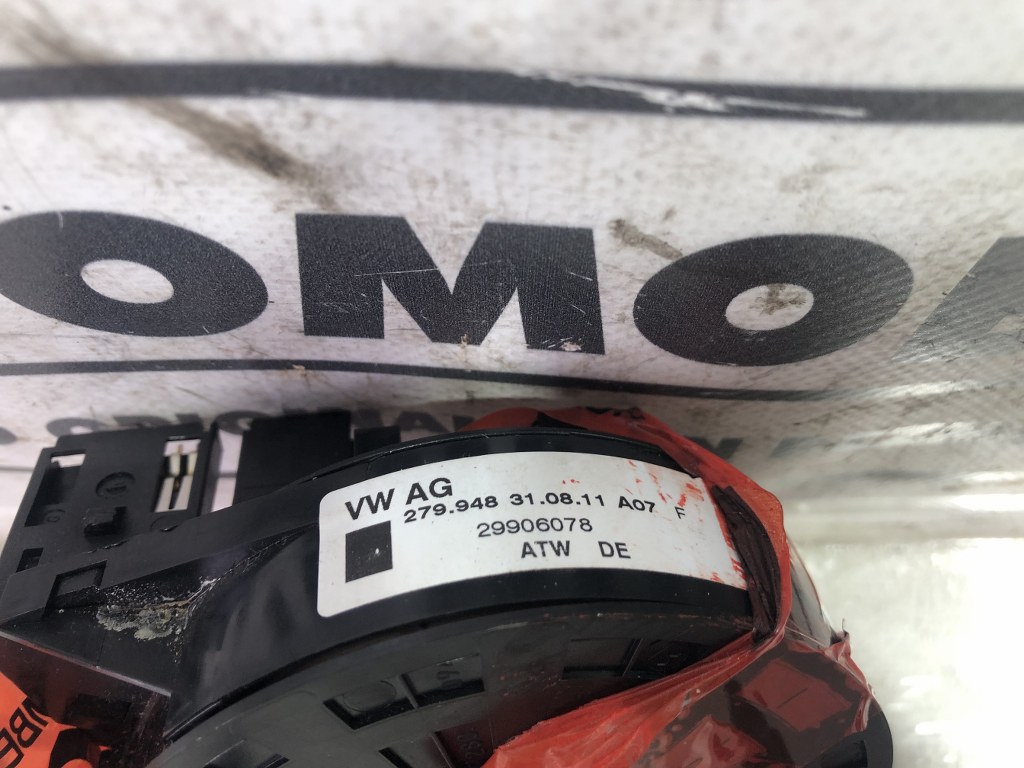 OMO
VW AG
279.948 31.08.11 A07 F
29906078
ATW DE